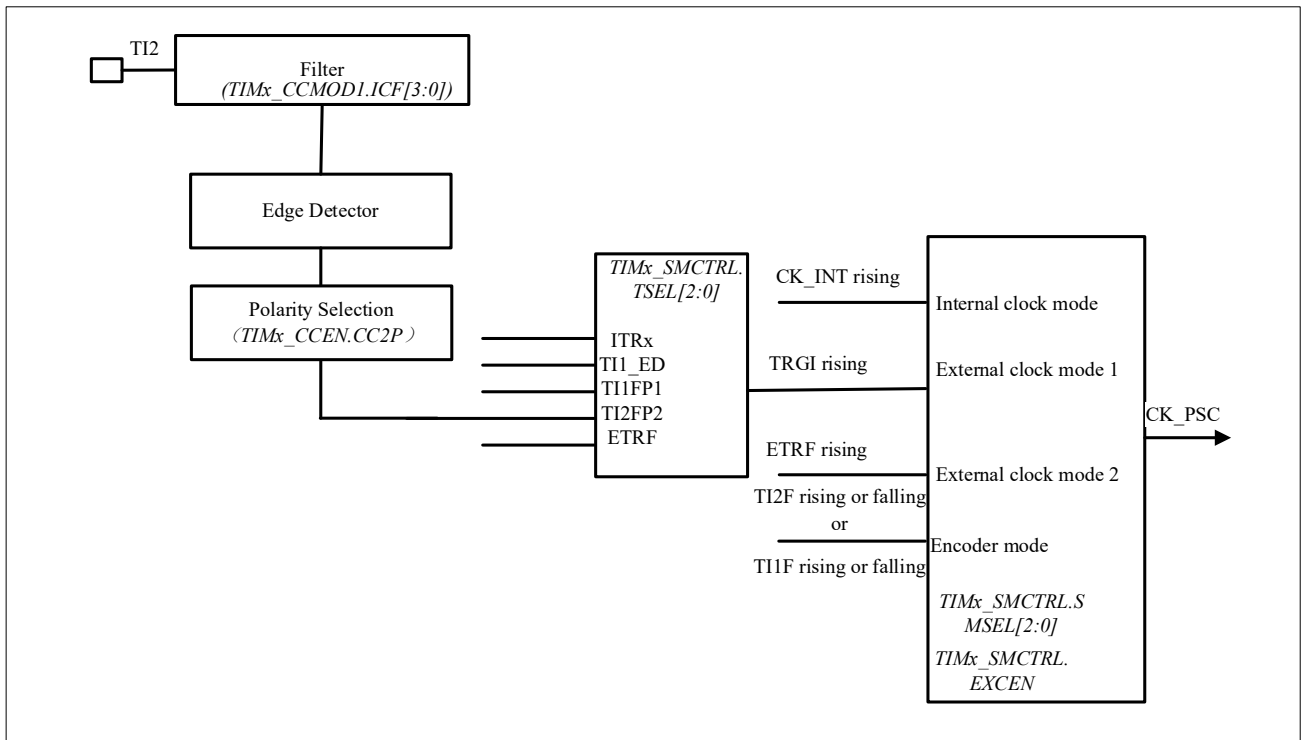 TI2
Filter
(TIMx_CCMOD1.ICF[3:0])
Edge Detector
Polarity Selection
（TIMx_CCEN.CC2P）
TIMx_SMCTRL.
TSEL[2:0]
ITRx
TI1_ED
TI1FP1
TI2FP2
ETRF
CK_INT rising
TRGI rising
ETRF rising
TI2F rising or falling
or
TI1F rising or falling
Internal clock mode
External clock mode 1
External clock mode 2
Encoder mode
TIMx_SMCTRL.S
MSEL[2:0]
TIMx_SMCTRL.
EXCEN
CK_PSC